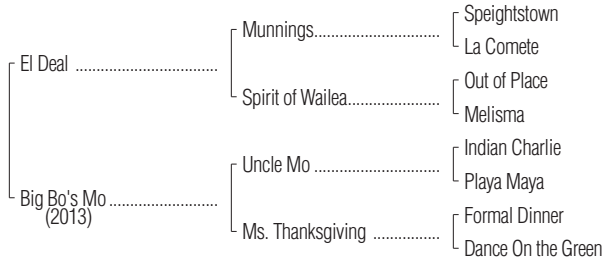 Speightstown
Munnings
La Comete
El Deal
Out of Place
Spirit of Wailea
Melisma
Indian Charlie
Uncle Mo
Playa Maya
Big Bo's Mo
(2013)
Formal Dinner
Ms. Thanksgiving
Dance On the Green